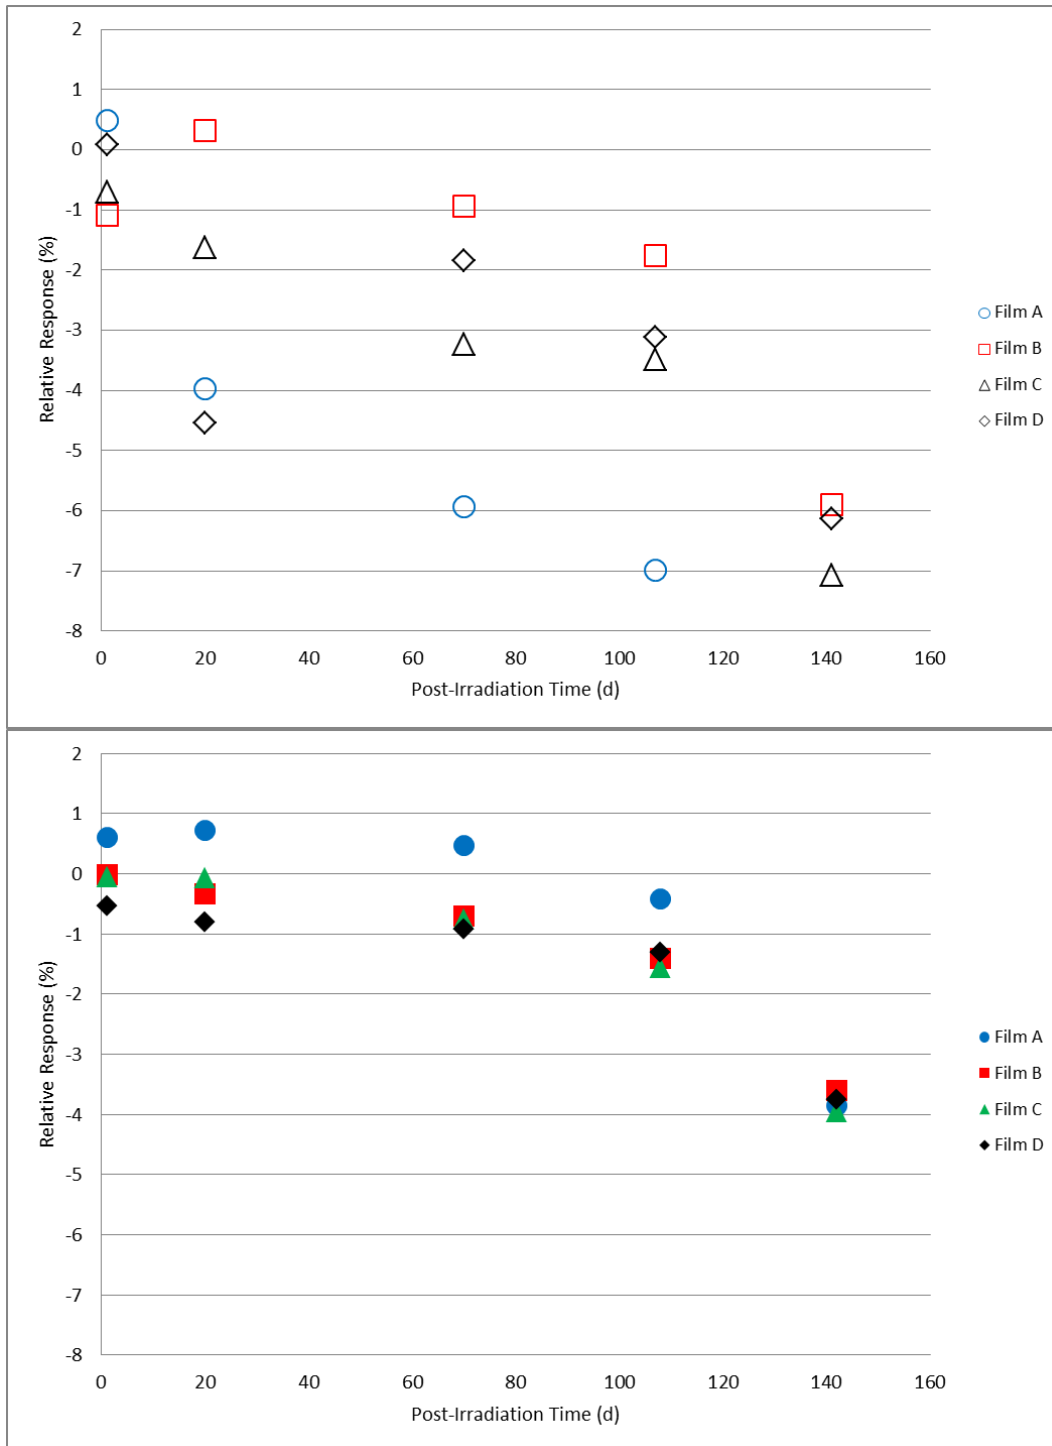 2
1
0
-1
-2
-3
-4
-5
-6
-7
-8
Relative Response (%)
0 20 40 60 80 100 120 140 160
Post-Irradiation Time (d)
Film A
Film B
Film C
Film D
2
1
0
-1
-2
-3
-4
-5
-6
-7
-8
Relative Response (%)
0 20 40 60 80 100 120 140 160
Post-Irradiation Time (d)
Film A
Film B
Film C
Film D